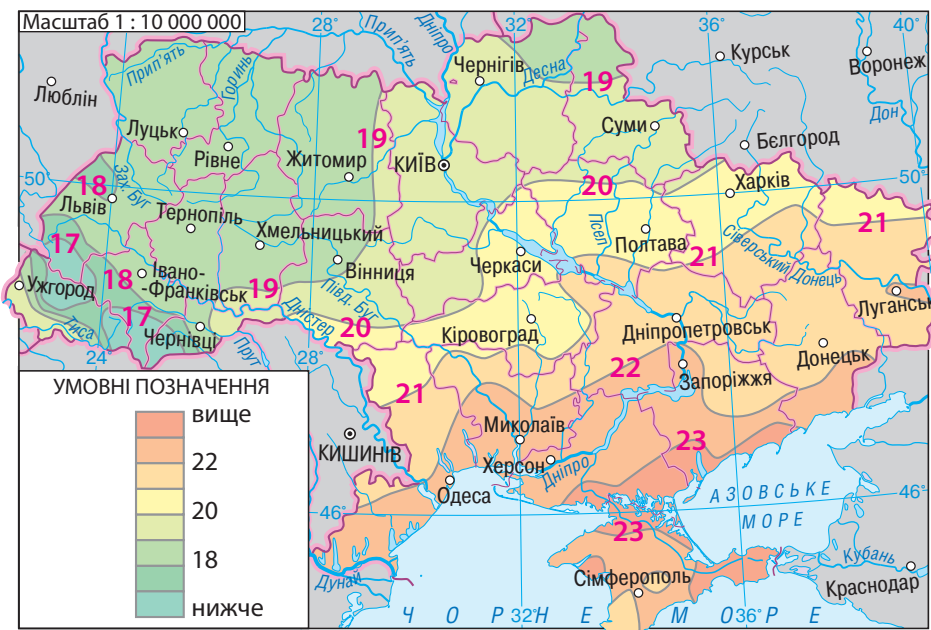 Масштаб 1 : 10 000 000
32°
36°
40°
28°
Прип'ять
Дніпро
Прип'ять
Горинь
Чернігів
Десна
Курськ
Воронеж
Дон
Люблін
19
19
Луцьк
Рівне
Житомир
КИЇВ
Суми
Бєлгород
50°
18
Зах. Буг
Львів
Тернопіль
Хмельницький
20
Харків
50°
17
Псел
Полтава
21
21
Сіверський Донець
18
Івано-
-Франківськ
19
Вінниця
Черкаси
Ужгород
17
Півд. Буг
Дністер
20
Луганськ
Тиса
Чернівці
Прут
Кіровоград
Дніпропетровськ
24°
28°
22
Донецьк
Запоріжжя
21
УМОВНІ ПОЗНАЧЕННЯ
вище
22
20
18
нижче
КИШИНІВ
Миколаїв
23
Херсон
Дніпро
Одеса
АЗОВСЬКЕ
МОРЕ
46°
46°
23
Дунай
Сімферополь
Кубань
Краснодар
ЧОРНЕ МОРЕ
32°
36°